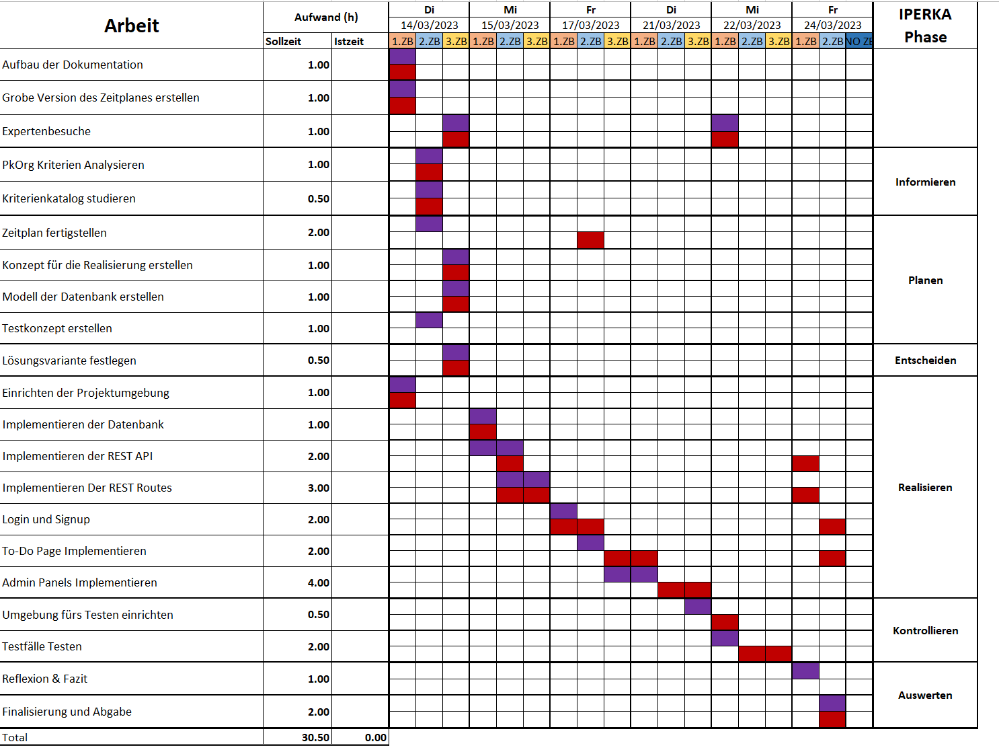 Arbeit
Aufwand (h)
Di Mi Fr Di Mi Fr
14/03/2023 15/03/2023 17/03/2023 21/03/2023 22/03/2023 24/03/2023
IPERKA
Phase
Sollzeit Istzeit
1.ZB 2.ZB 3.ZB 1.ZB 2.ZB 3.ZB 1.ZB 2.ZB 3.ZB 1.ZB 2.ZB 3.ZB 1.ZB 2.ZB 3.ZB 1.ZB 2.ZB NO ZB
Aufbau der Dokumentation 1.00
Grobe Version des Zeitplanes erstellen 1.00
Expertenbesuche 1.00
PkOrg Kriterien Analysieren 1.00
Informieren
Kriterienkatalog studieren 0.50
Zeitplan fertigstellen 2.00
Konzept für die Realisierung erstellen 1.00
Planen
Modell der Datenbank erstellen 1.00
Testkonzept erstellen 1.00
Lösungsvariante festlegen 0.50 Entscheiden
Einrichten der Projektumgebung 1.00
Implementieren der Datenbank 1.00
Implementieren der REST API 2.00
Implementieren Der REST Routes 3.00 Realisieren
Login und Signup 2.00
To-Do Page Implementieren 2.00
Admin Panels Implementieren 4.00
Umgebung fürs Testen einrichten 0.50
Kontrollieren
Testfälle Testen 2.00
Reflexion & Fazit 1.00
Auswerten
Finalisierung und Abgabe 2.00
Total 30.50 0.00